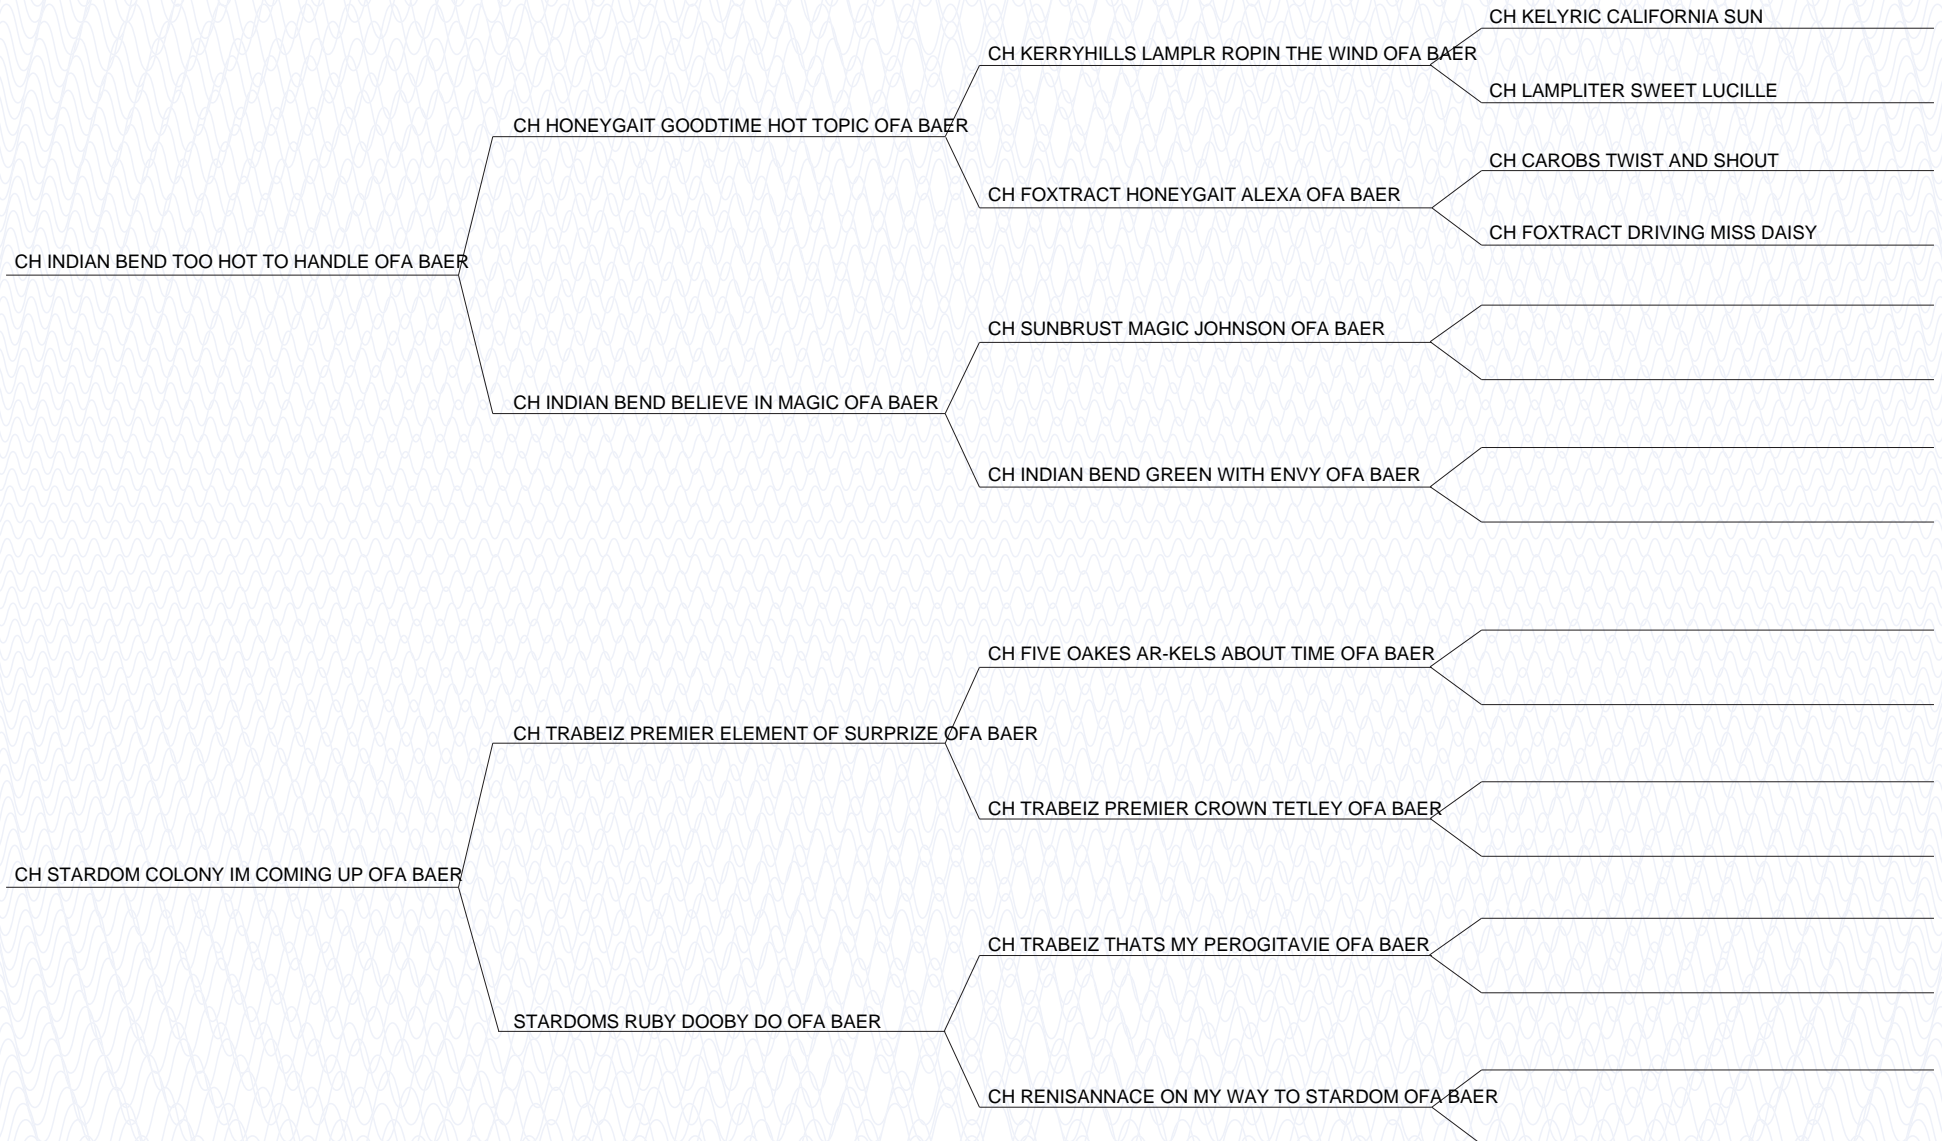 CH KELYRIC CALIFORNIA SUN
CH KERRYHILLS LAMPLR ROPIN THE WIND OFA BAER
CH LAMPLITER SWEET LUCILLE
CH HONEYGAIT GOODTIME HOT TOPIC OFA BAER
CH CAROBS TWIST AND SHOUT
CH FOXTRACT HONEYGAIT ALEXA OFA BAER
CH FOXTRACT DRIVING MISS DAISY
CH INDIAN BEND TOO HOT TO HANDLE OFA BAER
CH SUNBRUST MAGIC JOHNSON OFA BAER
CH INDIAN BEND BELIEVE IN MAGIC OFA BAER
CH INDIAN BEND GREEN WITH ENVY OFA BAER
CH FIVE OAKES AR-KELS ABOUT TIME OFA BAER
CH TRABEIZ PREMIER ELEMENT OF SURPRIZE OFA BAER
CH TRABEIZ PREMIER CROWN TETLEY OFA BAER
CH STARDOM COLONY IM COMING UP OFA BAER
CH TRABEIZ THATS MY PEROGITAVIE OFA BAER
STARDOMS RUBY DOOBY DO OFA BAER
CH RENISANNACE ON MY WAY TO STARDOM OFA BAER